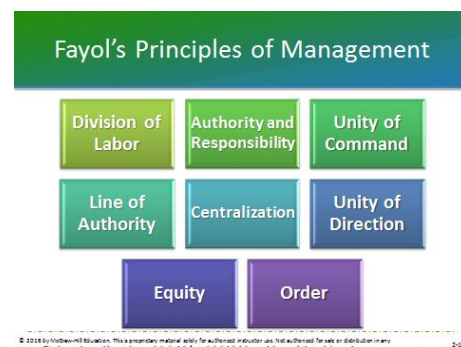 Fayol's Principles of Management
Division of
Labor
Authority and
Responsibility
Unity of
Command
Line of
Authority
Centralization
Unity of
Direction
Equity
Order
© 2016 by McGraw-Hill Education. This is proprietary material solely for authorized instructor use. Not authorized for sale or distribution in any